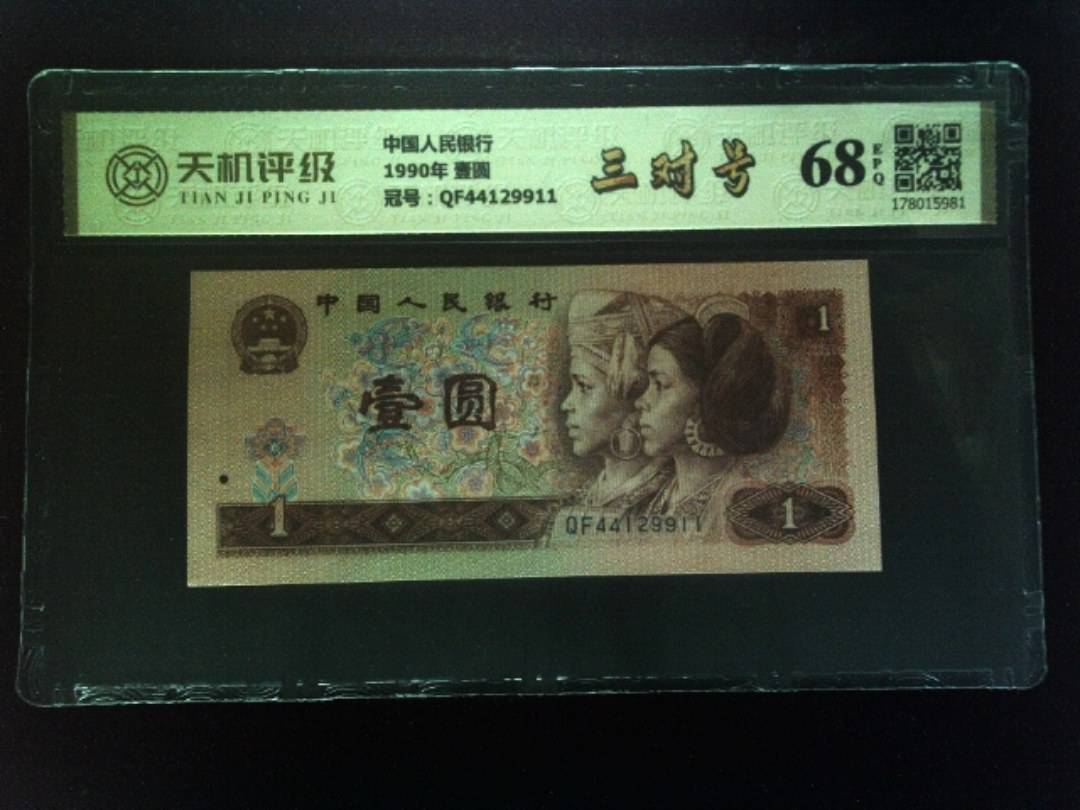 天机评级
TIAN JI PING JI
中国人民银行
1990年 壹圆
冠号：QF44129911
三对号
68
EPQ
178015981
中国人民银行
1
壹圆
1
QF44129911
1